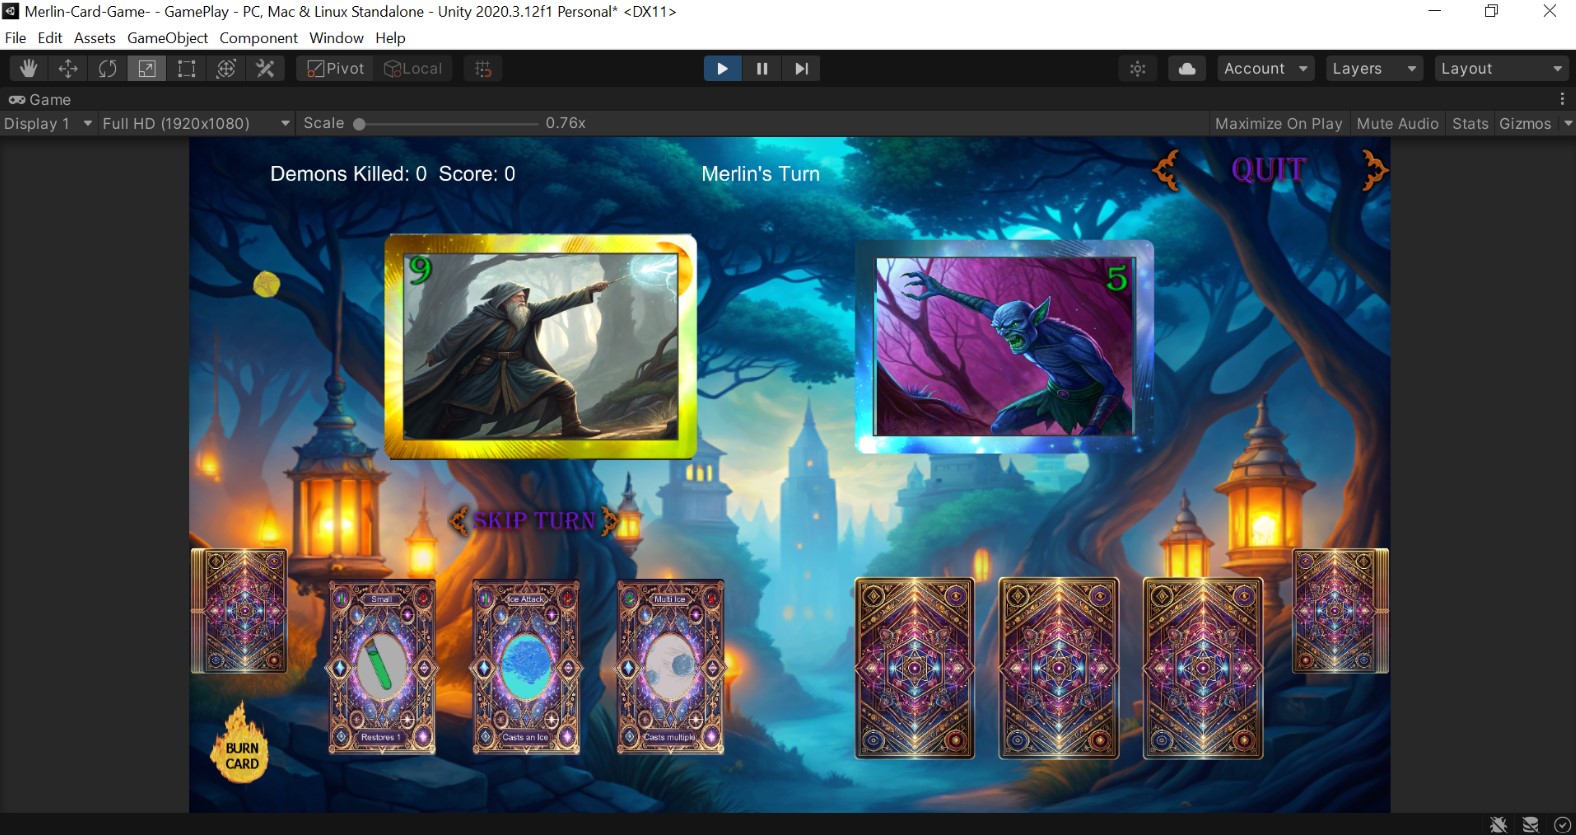 Merlin-Card-Game- - GamePlay - PC, Mac & Linux Standalone - Unity 2020.3.12f1 Personal* <DX11>
File Edit Assets GameObject Component Window Help
Pivot Local Account Layers Layout
Game
Display 1 Full HD (1920x1080) Scale 0.76x Maximize On Play Mute Audio Stats Gizmos
Demons Killed: 0 Score: 0 Merlin's Turn QUIT
9 5
SKIP TURN
Small Ice Attack Multi Ice
Restores 1 Casts an Ice Casts multiple
BURN
CARD